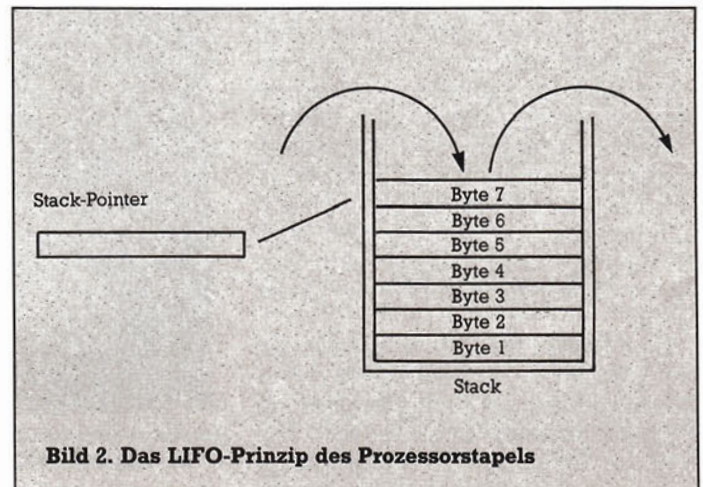 Stack-Pointer
Byte 7
Byte 6
Byte 5
Byte 4
Byte 3
Byte 2
Byte 1
Stack
Bild 2. Das LIFO-Prinzip des Prozessorstapels